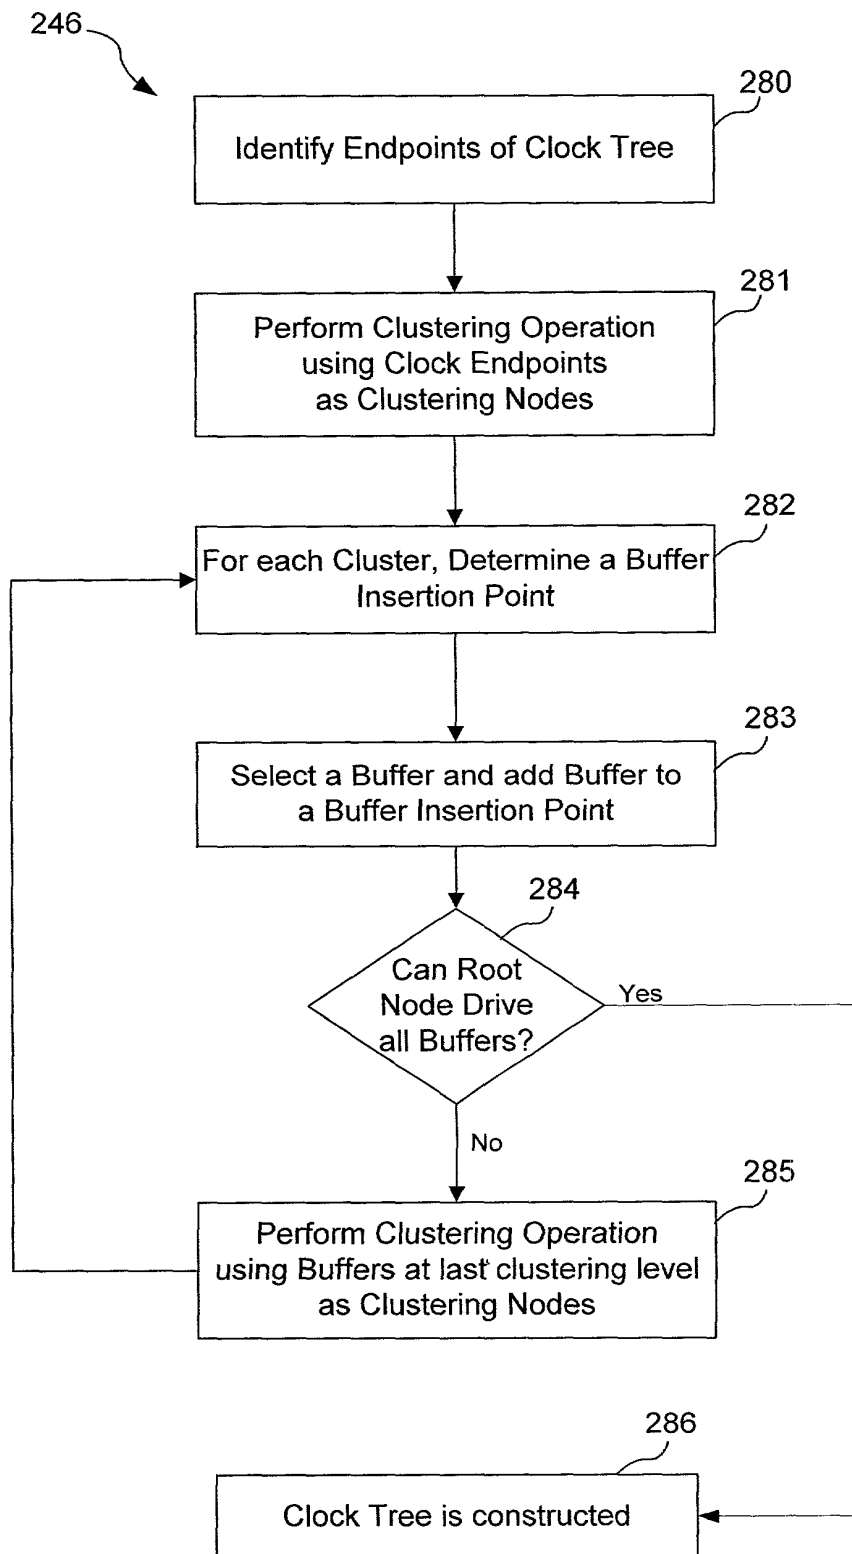 246
280
Identify Endpoints of Clock Tree
281
Perform Clustering Operation
using Clock Endpoints
as Clustering Nodes
282
For each Cluster, Determine a Buffer
Insertion Point
283
Select a Buffer and add Buffer to
a Buffer Insertion Point
284
Can Root
Node Drive
all Buffers?
Yes
No
285
Perform Clustering Operation
using Buffers at last clustering level
as Clustering Nodes
286
Clock Tree is constructed